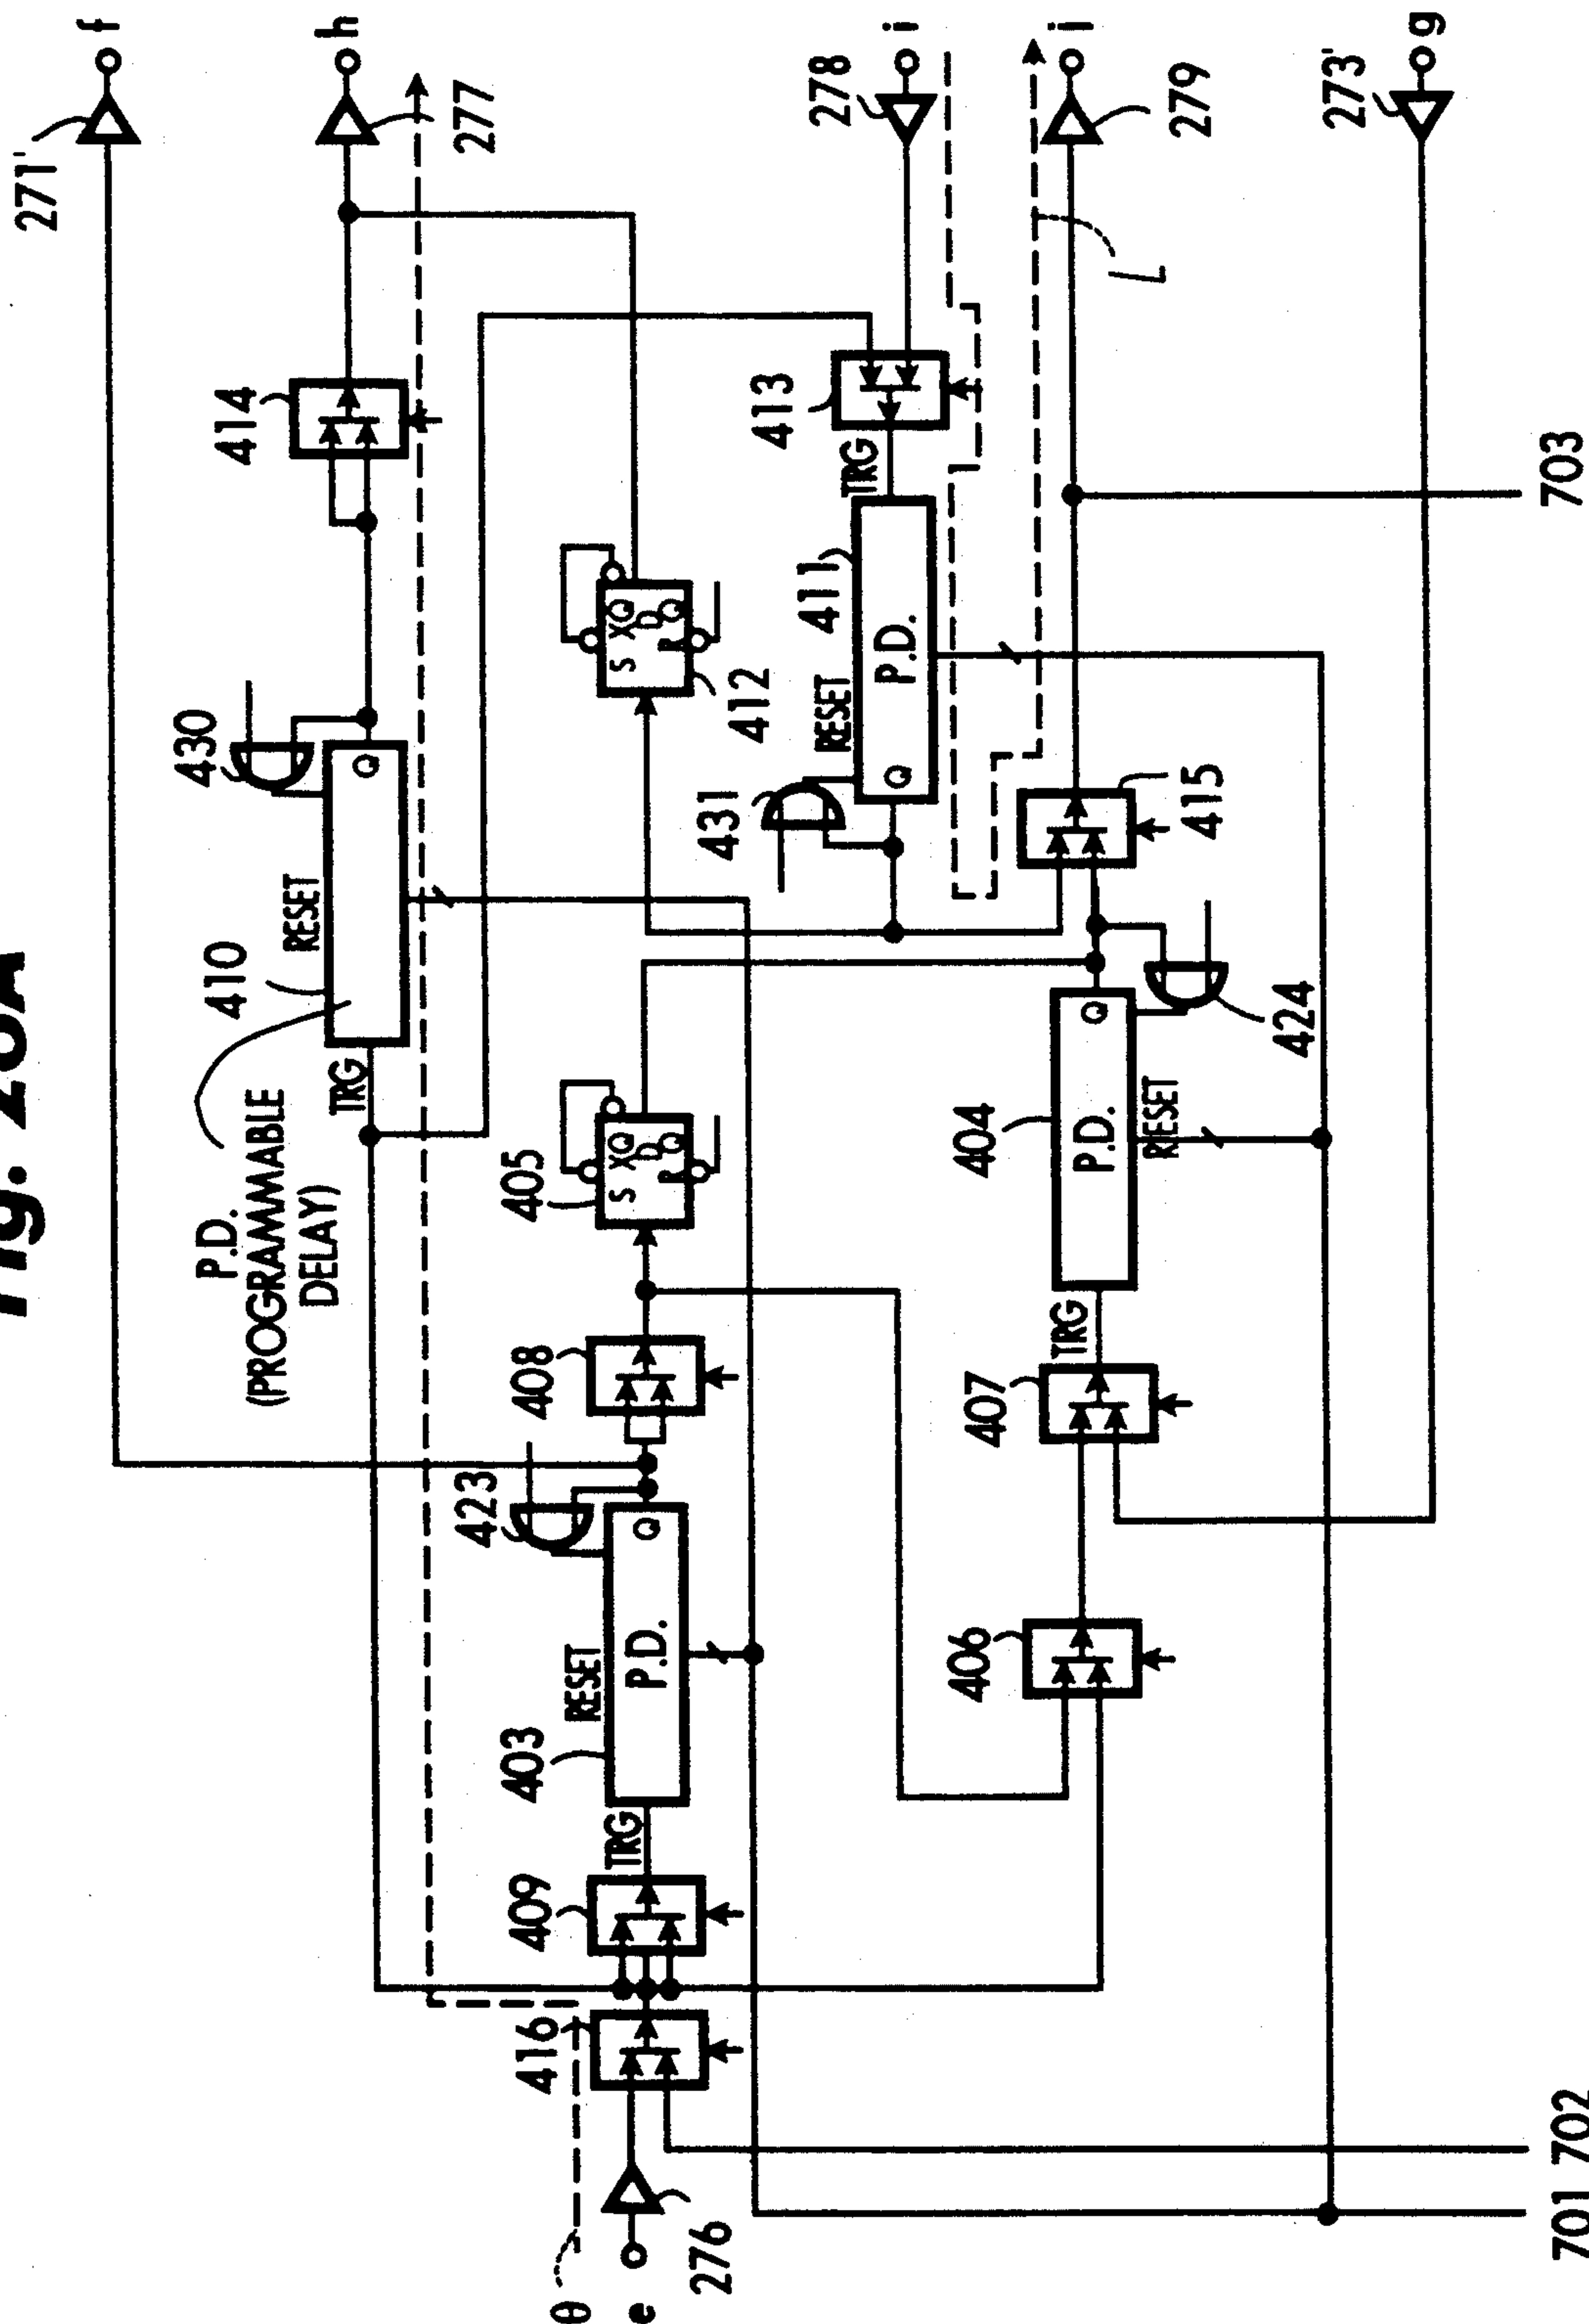 Fig.
271'
f
P.D.
(PROGRAMMABLE
DELAY)
410
RESET
430
Q
TRG
414
h
277
409
TRG
403
RESET
P.D.
423
Q
408
405
S
XQ
D
R
Q
412
S
XQ
D
R
Q
416
θ
e
276
431
Q
RESET
411
P.D.
TRG
413
278
i
406
407
TRG
404
P.D.
Q
RESET
424
415
L
j
279
273'
g
701
702
703